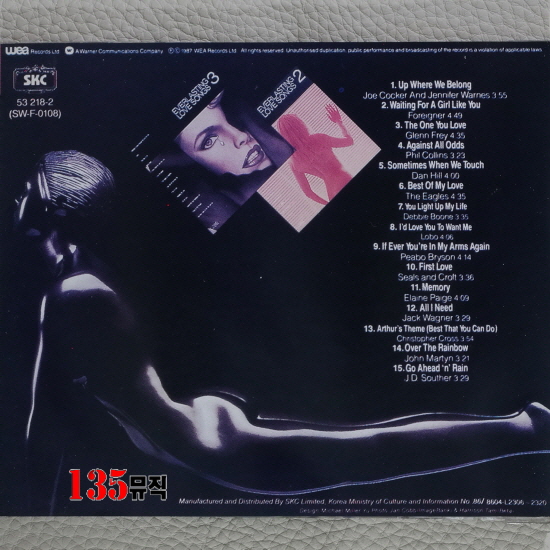 wea Records Ltd. A Warner Communications Company. ℗ © 1987 WEA Records Ltd. All rights reserved. Unauthorised duplication, public performance and broadcasting of the record is a violation of applicable laws
SKC
53 218-2
(SW-F-0108)
EVERLASTING LOVE SONGS 3
EVERLASTING LOVE SONGS 2
1. Up Where We Belong
Joe Cocker And Jennifer Warnes 3:55
2. Waiting For A Girl Like You
Foreigner 4:49
3. The One You Love
Glenn Frey 4:35
4. Against All Odds
Phil Collins 3:23
5. Sometimes When We Touch
Dan Hill 4:00
6. Best Of My Love
The Eagles 4:35
7. You Light Up My Life
Debbie Boone 3:35
8. I'd Love You To Want Me
Lobo 4:06
9. If Ever You're In My Arms Again
Peabo Bryson 4:14
10. First Love
Seals and Croft 3:36
11. Memory
Elaine Paige 4:09
12. All I Need
Jack Wagner 3:29
13. Arthur's Theme (Best That You Can Do)
Christopher Cross 3:54
14. Over The Rainbow
John Martyn 3:21
15. Go Ahead 'n' Rain
J.D. Souther 3:29
135뮤직
Manufactured and Distributed By SKC Limited, Korea Ministry of Culture and Information No. 86/ 8604-L2306 - 2320
Design: Michael Miller